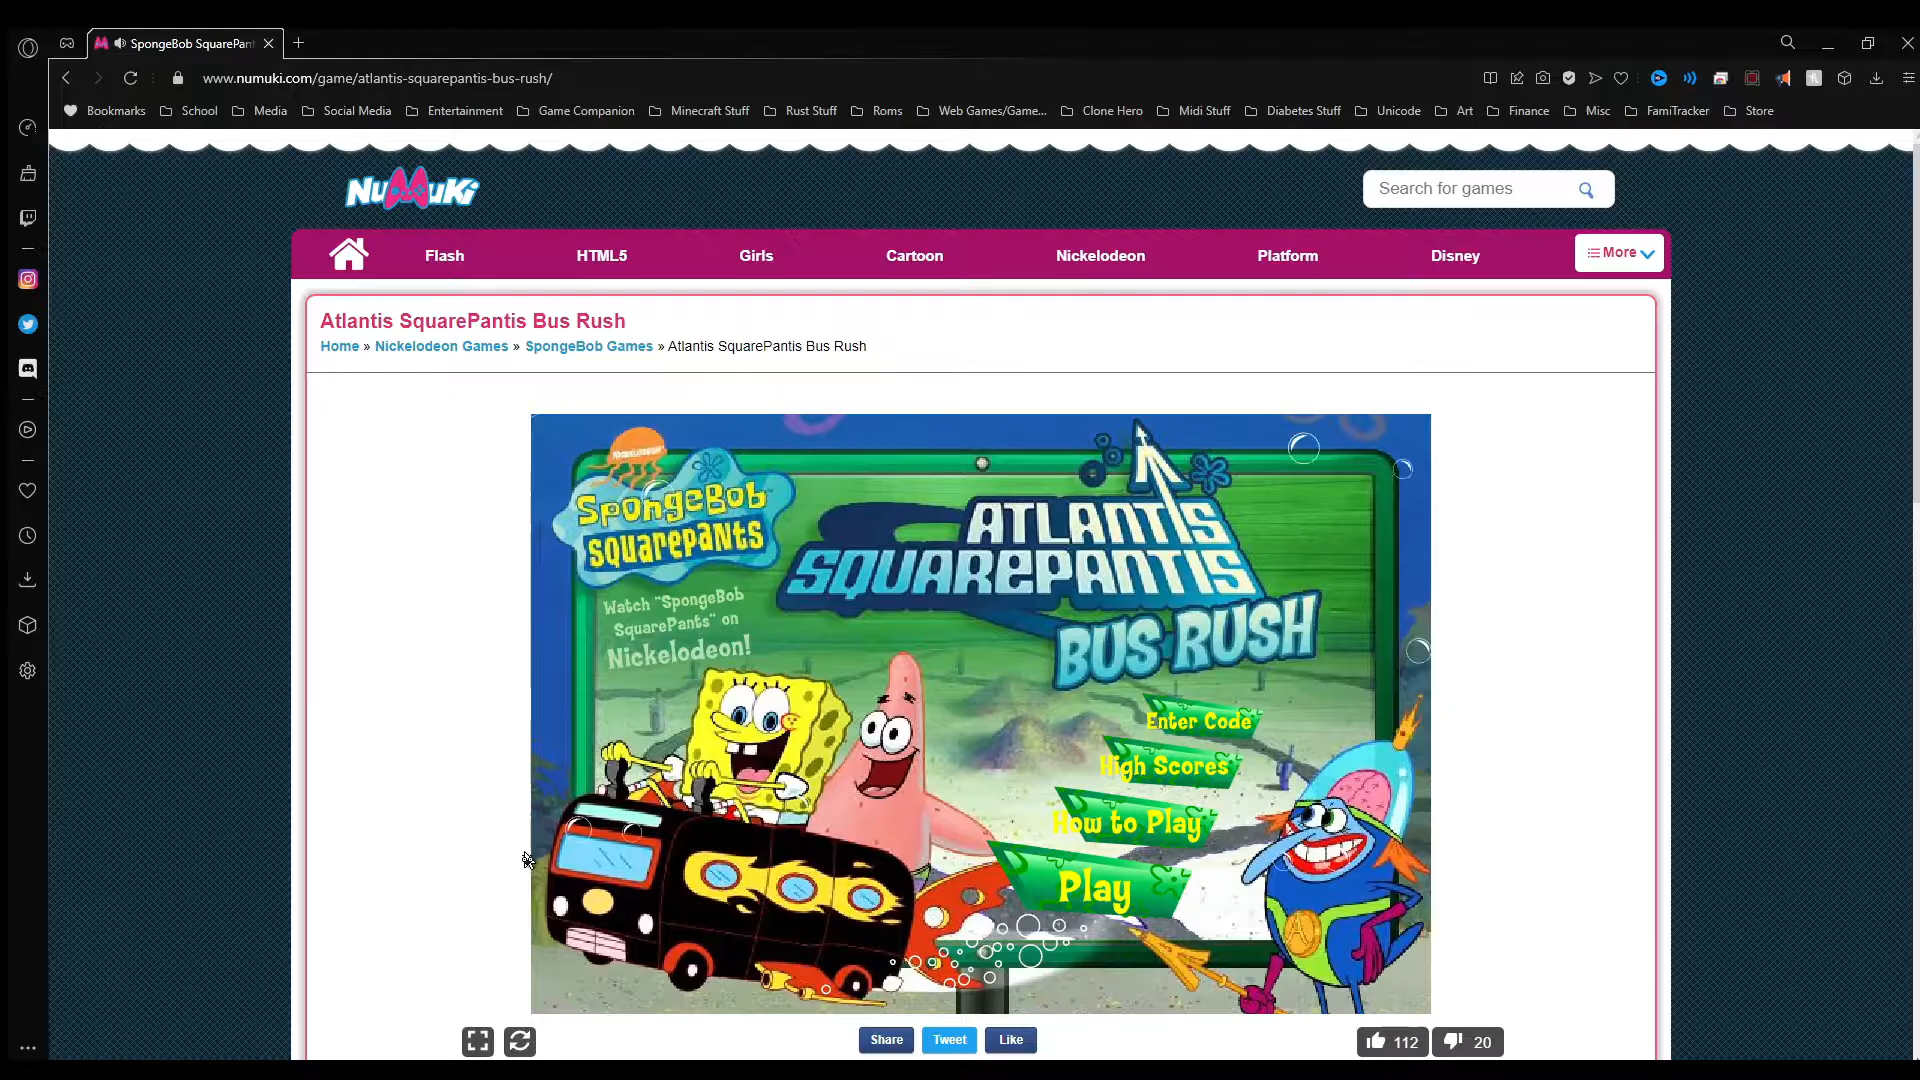 SpongeBob SquarePant
www.numuki.com/game/atlantis-squarepantis-bus-rush/
Bookmarks School Media Social Media Entertainment Game Companion Minecraft Stuff Rust Stuff Roms Web Games/Game... Clone Hero Midi Stuff Diabetes Stuff Unicode Art Finance Misc FamiTracker Store
NuMuKi
Search for games
Flash HTML5 Girls Cartoon Nickelodeon Platform Disney More
Atlantis SquarePantis Bus Rush
Home » Nickelodeon Games » SpongeBob Games » Atlantis SquarePantis Bus Rush
NICKELODEON
SpongeBob
SquarePants
Watch "SpongeBob
SquarePants" on
Nickelodeon!
ATLANTIS
SQUAREPANTIS
BUS RUSH
Enter Code
High Scores
How to Play
Play
A
Share Tweet Like 112 20